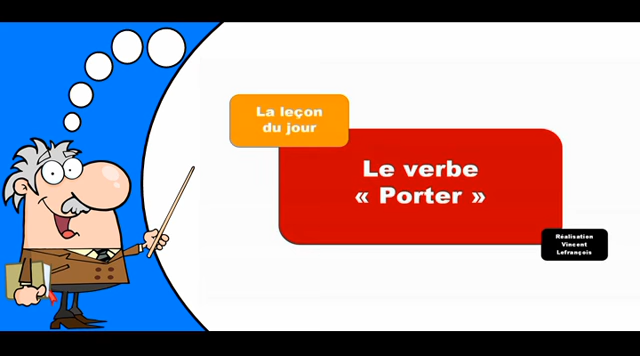 La leçon
du jour
Le verbe
« Porter »
Réalisation
Vincent
Lefrançois